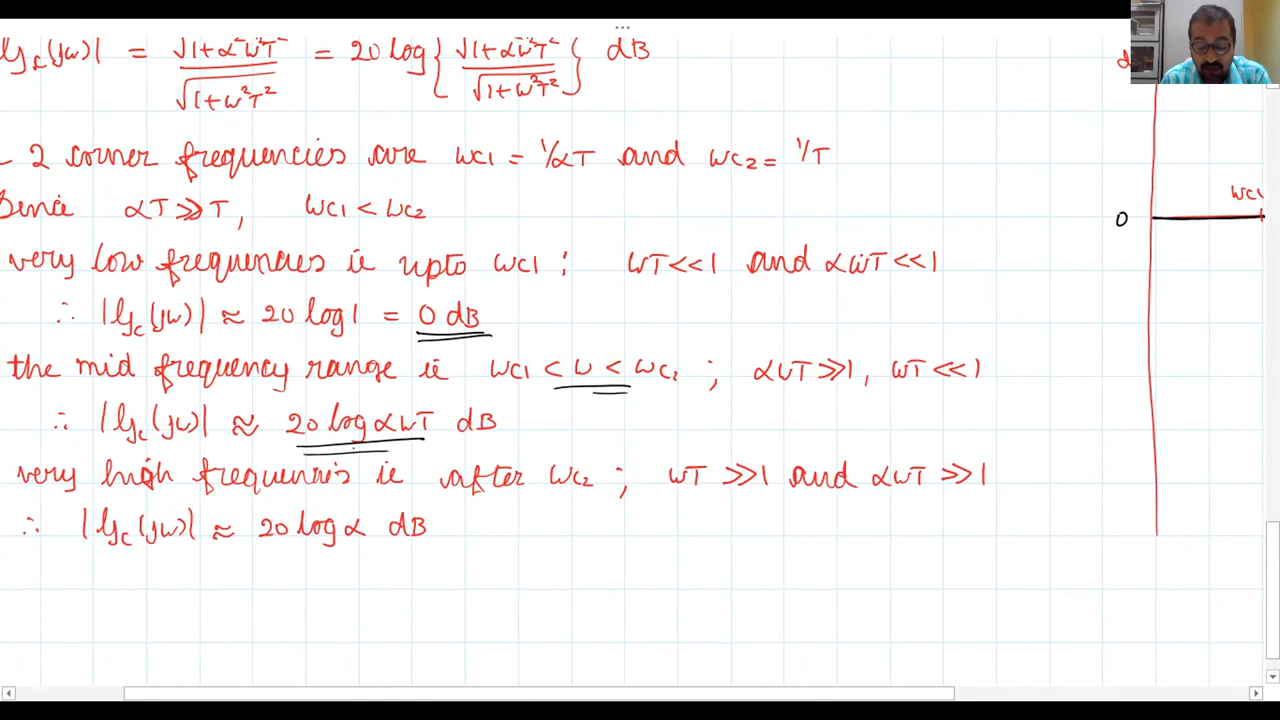 |Gc(jω)| = √1+α²ω²T² / √1+ω²T² = 20 log { √1+α²ω²T² / √1+ω²T² } dB
2 corner frequencies are ωc1 = 1/αT and ωc2 = 1/T
Since αT ≫ T, ωc1 < ωc2
ωc1
0
very low frequencies ie upto ωc1 : ωT << 1 and αωT << 1
∴ |Gc(jω)| ≈ 20 log 1 = 0 dB
the mid frequency range ie ωc1 < ω < ωc2 ; αωT ≫ 1, ωT << 1
∴ |Gc(jω)| ≈ 20 log αωT dB
very high frequencies ie after ωc2 ; ωT ≫ 1 and αωT ≫ 1
∴ |Gc(jω)| ≈ 20 log α dB